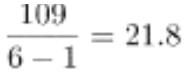 109/(6 − 1) = 21.8